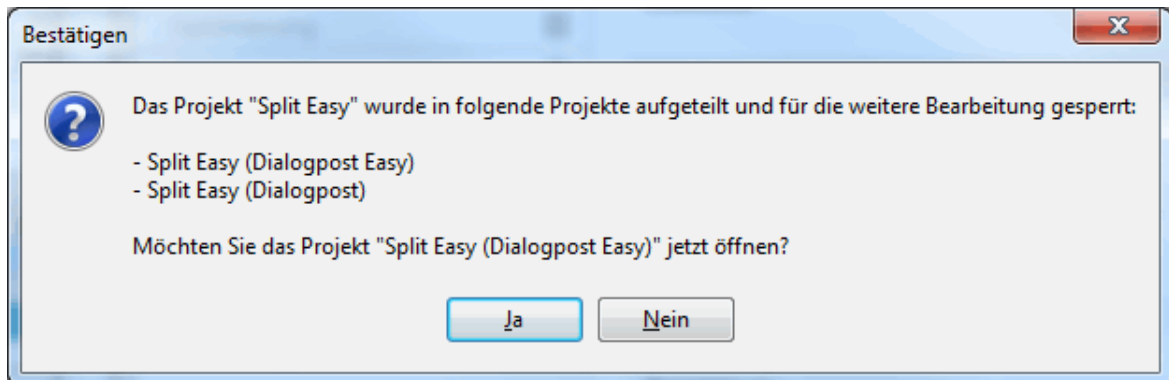 Bestätigen
Das Projekt "Split Easy" wurde in folgende Projekte aufgeteilt und für die weitere Bearbeitung gesperrt:
- Split Easy (Dialogpost Easy)
- Split Easy (Dialogpost)
Möchten Sie das Projekt "Split Easy (Dialogpost Easy)" jetzt öffnen?
Ja
Nein